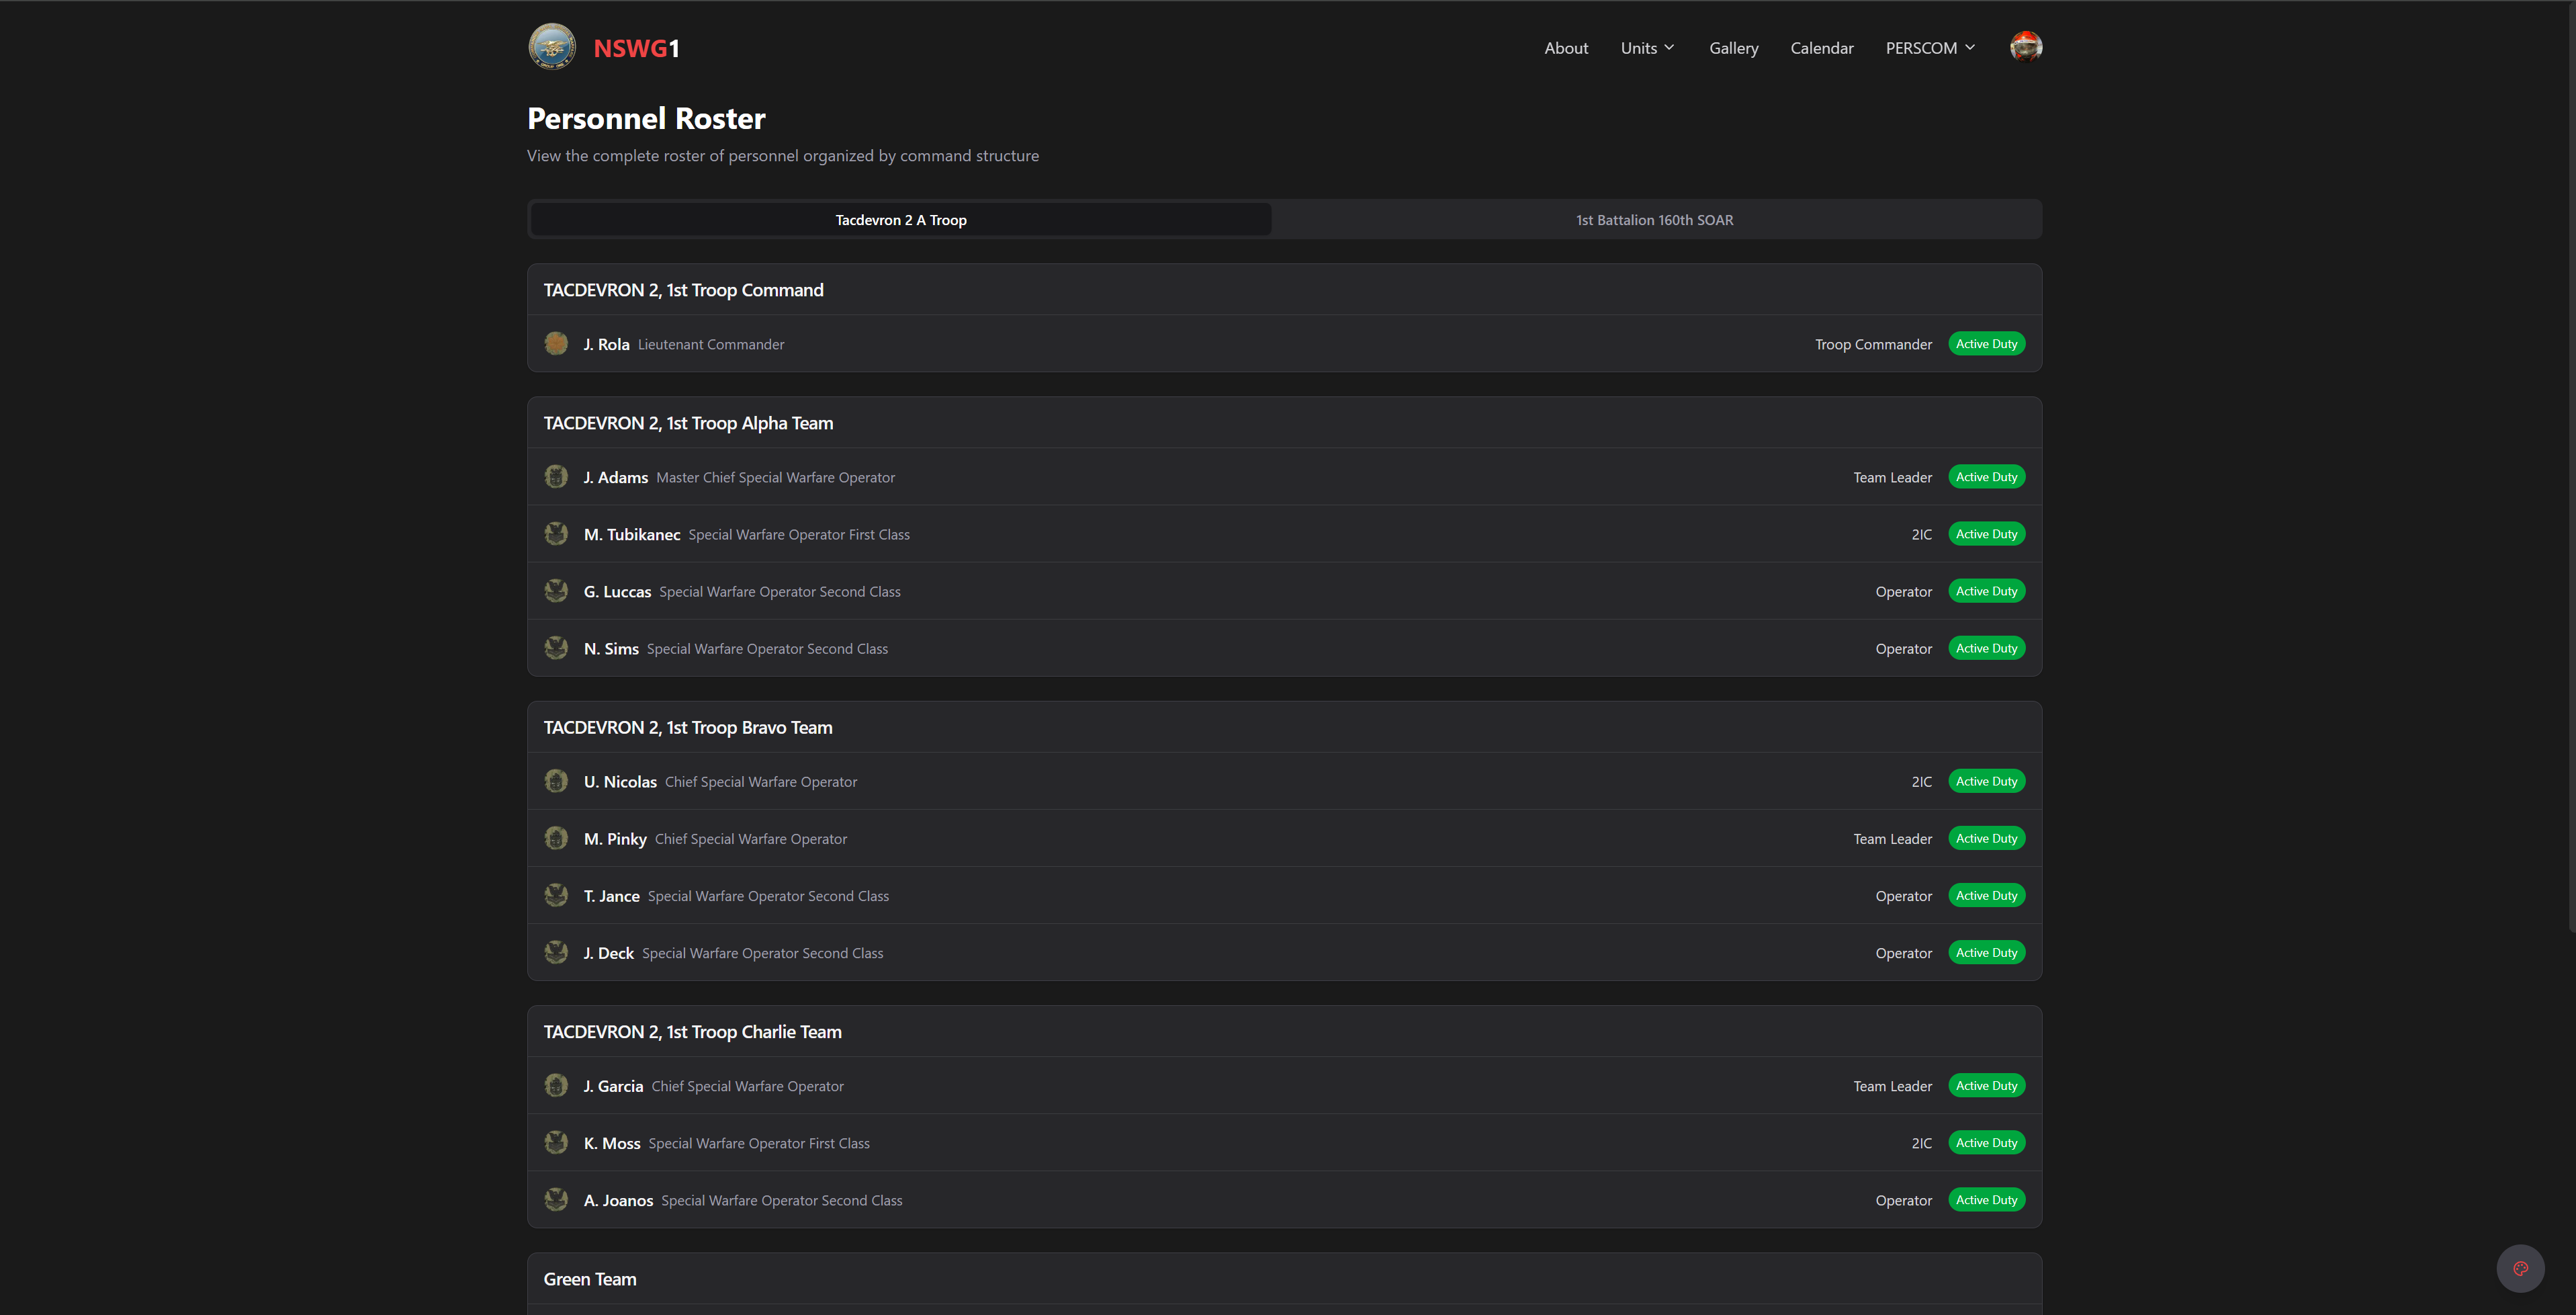 NSWG1
About Units Gallery Calendar PERSCOM
Personnel Roster
View the complete roster of personnel organized by command structure
Tacdevron 2 A Troop 1st Battalion 160th SOAR
TACDEVRON 2, 1st Troop Command
J. Rola Lieutenant Commander Troop Commander Active Duty
TACDEVRON 2, 1st Troop Alpha Team
J. Adams Master Chief Special Warfare Operator Team Leader Active Duty
M. Tubikanec Special Warfare Operator First Class 2IC Active Duty
G. Luccas Special Warfare Operator Second Class Operator Active Duty
N. Sims Special Warfare Operator Second Class Operator Active Duty
TACDEVRON 2, 1st Troop Bravo Team
U. Nicolas Chief Special Warfare Operator 2IC Active Duty
M. Pinky Chief Special Warfare Operator Team Leader Active Duty
T. Jance Special Warfare Operator Second Class Operator Active Duty
J. Deck Special Warfare Operator Second Class Operator Active Duty
TACDEVRON 2, 1st Troop Charlie Team
J. Garcia Chief Special Warfare Operator Team Leader Active Duty
K. Moss Special Warfare Operator First Class 2IC Active Duty
A. Joanos Special Warfare Operator Second Class Operator Active Duty
Green Team